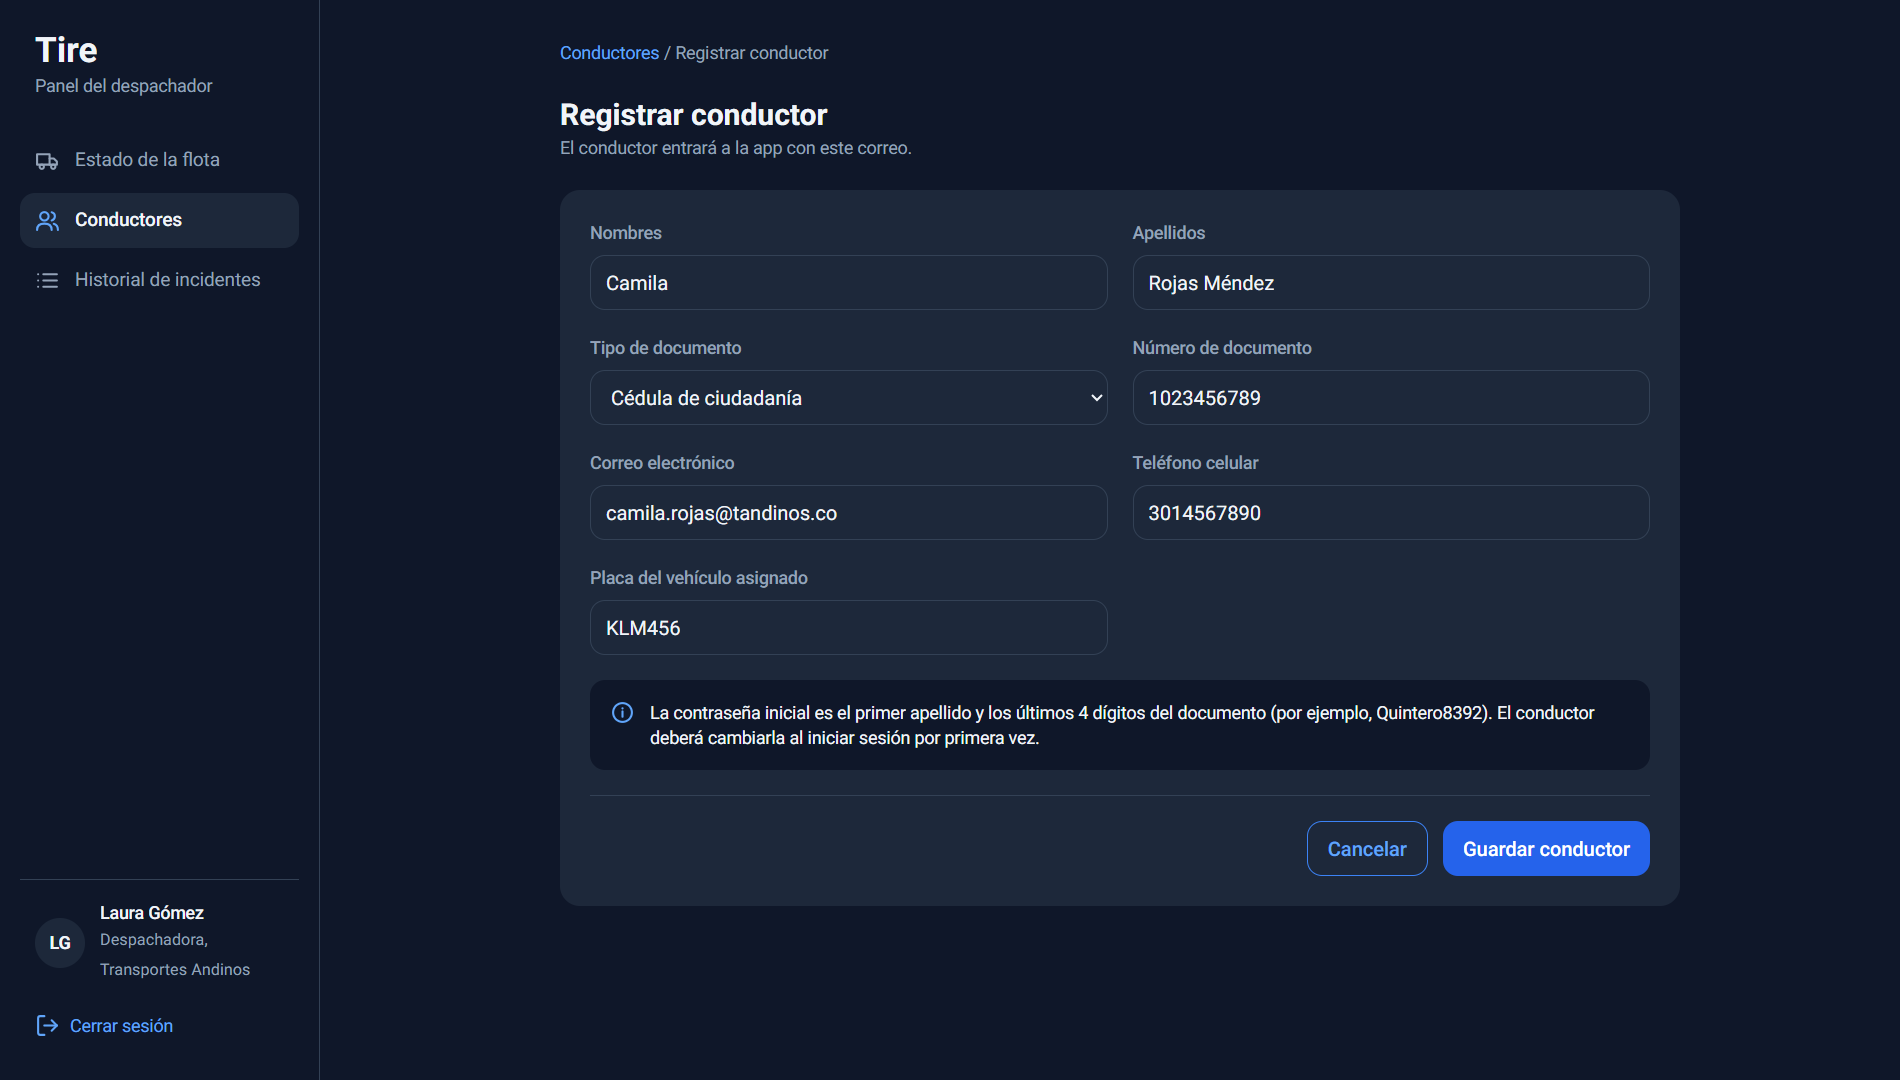 Tire
Panel del despachador
Estado de la flota
Conductores
Historial de incidentes
Laura Gómez
LG
Despachadora,
Transportes Andinos
Cerrar sesión
Conductores / Registrar conductor
Registrar conductor
El conductor entrará a la app con este correo.
Nombres
Camila
Apellidos
Rojas Méndez
Tipo de documento
Cédula de ciudadanía
Número de documento
1023456789
Correo electrónico
camila.rojas@tandinos.co
Teléfono celular
3014567890
Placa del vehículo asignado
KLM456
La contraseña inicial es el primer apellido y los últimos 4 dígitos del documento (por ejemplo, Quintero8392). El conductor
deberá cambiarla al iniciar sesión por primera vez.
Cancelar
Guardar conductor